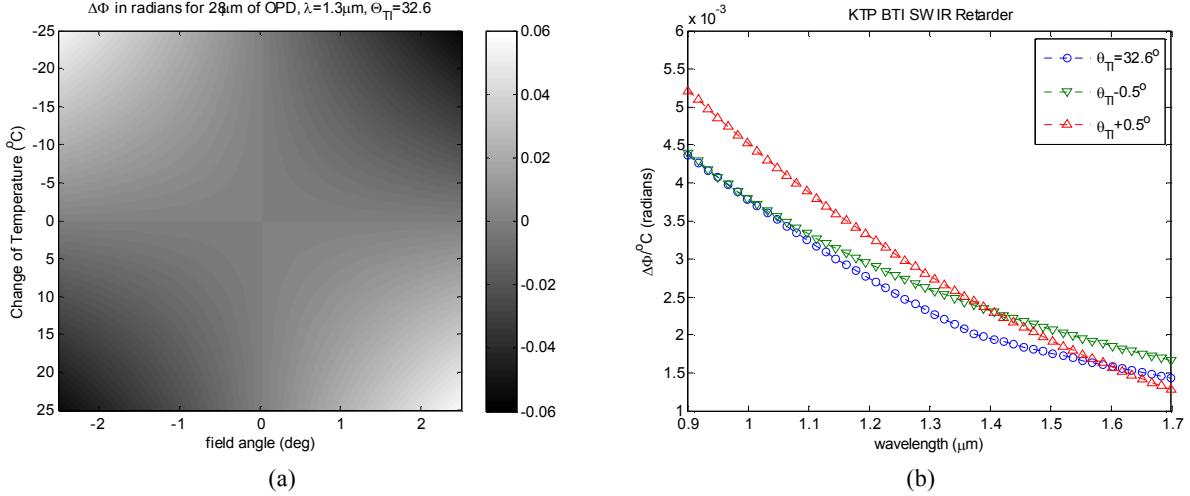 ΔΦ in radians for 28μm of OPD, λ=1.3μm, Θ_TI=32.6
-25
-20
-15
-10
-5
0
5
10
15
20
25
Change of Temperature (ºC)
-2 -1 0 1 2
field angle (deg)
0.06
0.04
0.02
0
-0.02
-0.04
-0.06
(a)
KTP BTI SWIR Retarder
x 10^-3
6
5.5
5
4.5
4
3.5
3
2.5
2
1.5
1
ΔΦ/ºC (radians)
0.9 1 1.1 1.2 1.3 1.4 1.5 1.6 1.7
wavelength (μm)
θ_TI=32.6º
θ_TI-0.5º
θ_TI+0.5º
(b)